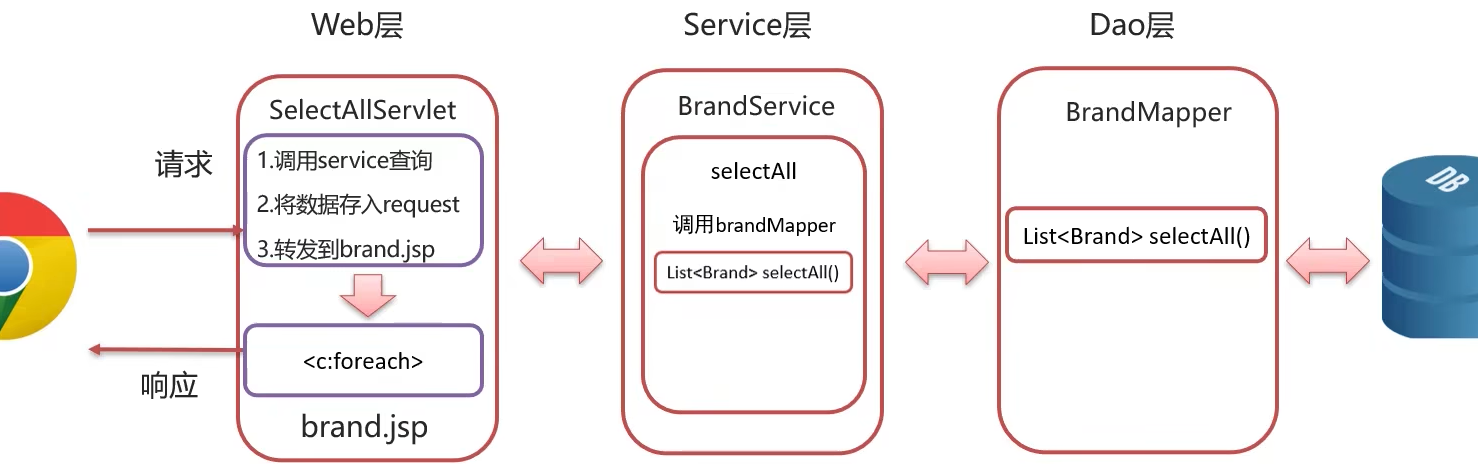 Web层
Service层
Dao层
请求
响应
SelectAllServlet
1.调用service查询
2.将数据存入request
3.转发到brand.jsp
<c:foreach>
brand.jsp
BrandService
selectAll
调用brandMapper
List<Brand> selectAll()
BrandMapper
List<Brand> selectAll()
DB